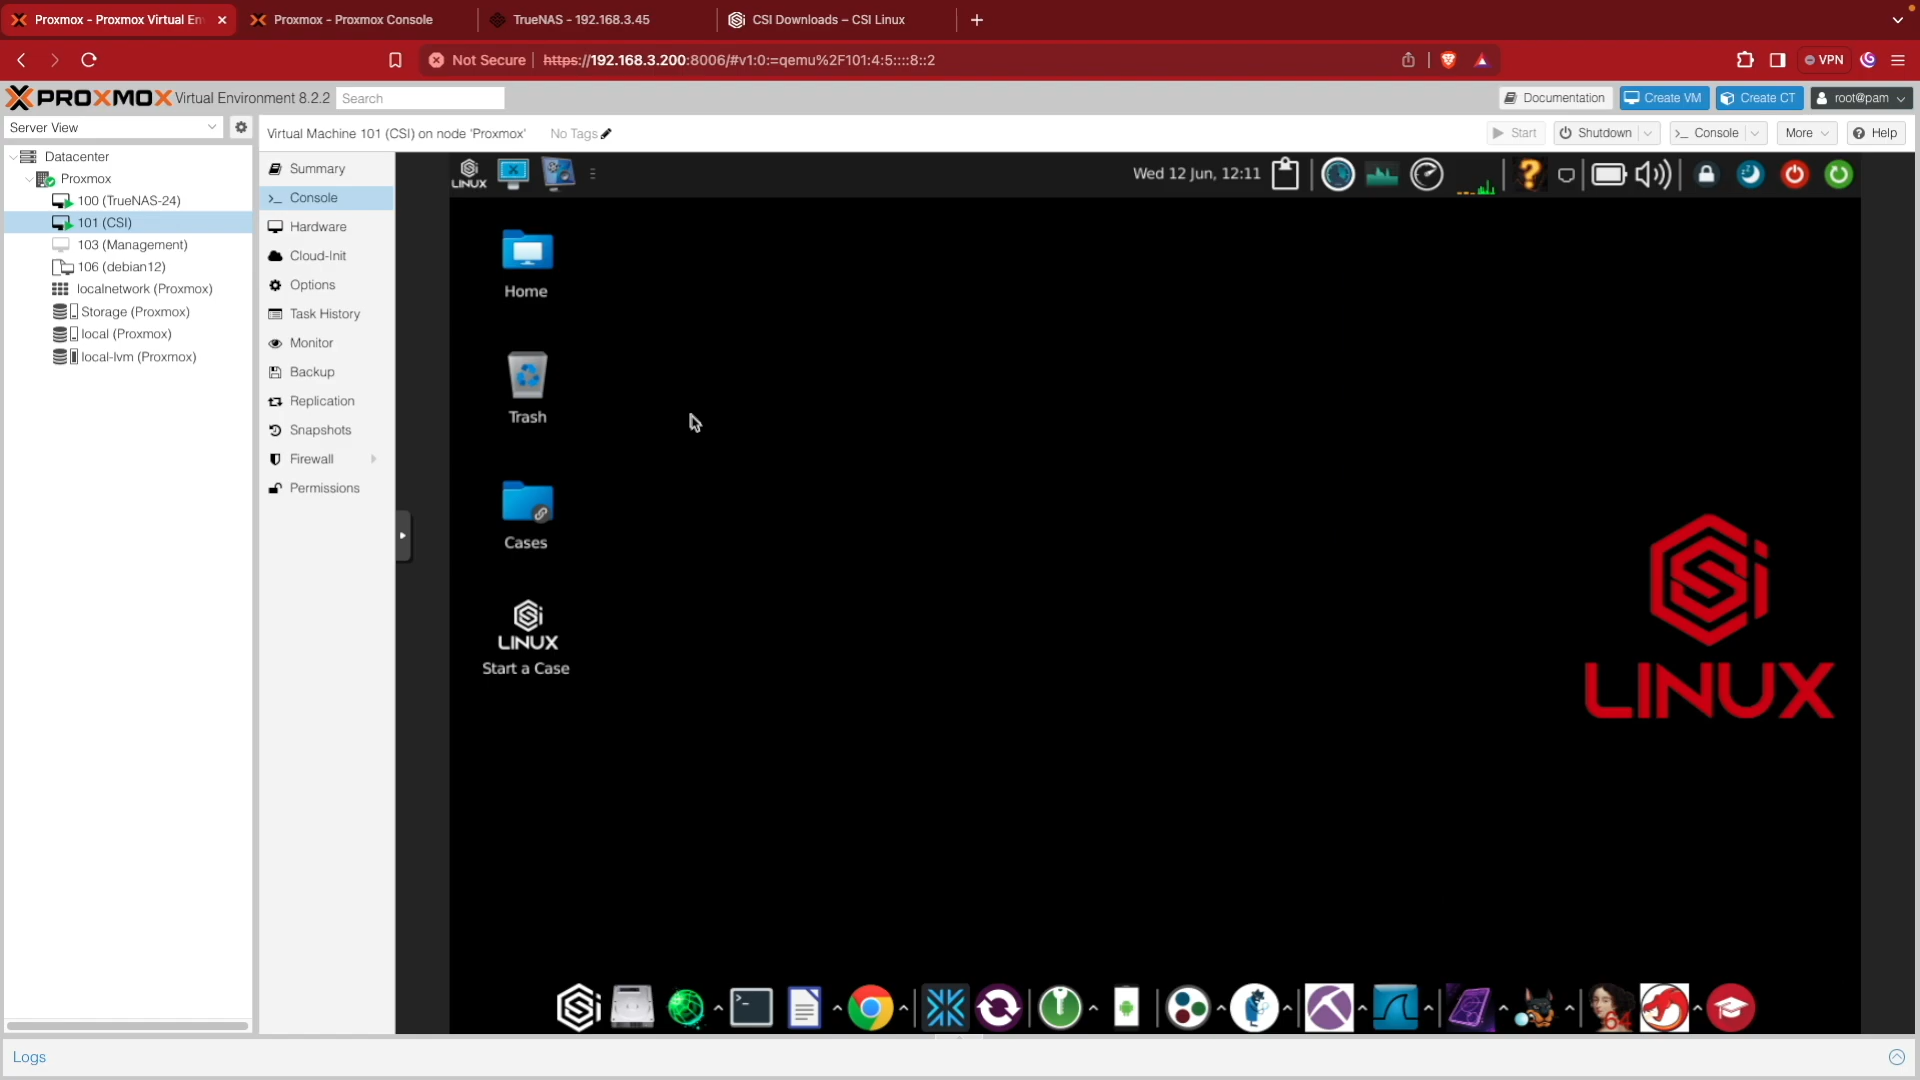 Proxmox - Proxmox Virtual En
Proxmox - Proxmox Console
TrueNAS - 192.168.3.45
CSI Downloads – CSI Linux
Not Secure
https://192.168.3.200:8006/#v1:0:=qemu%2F101:4:5::::8::2
VPN
PROXMOX Virtual Environment 8.2.2
Search
Documentation
Create VM
Create CT
root@pam
Server View
Virtual Machine 101 (CSI) on node 'Proxmox'
No Tags
Start
Shutdown
Console
More
Help
Datacenter
Proxmox
100 (TrueNAS-24)
101 (CSI)
103 (Management)
106 (debian12)
localnetwork (Proxmox)
Storage (Proxmox)
local (Proxmox)
local-lvm (Proxmox)
Summary
Console
Hardware
Cloud-Init
Options
Task History
Monitor
Backup
Replication
Snapshots
Firewall
Permissions
LINUX
Wed 12 Jun, 12:11
Home
Trash
Cases
LINUX
Start a Case
CSi
LINUX
64
Logs